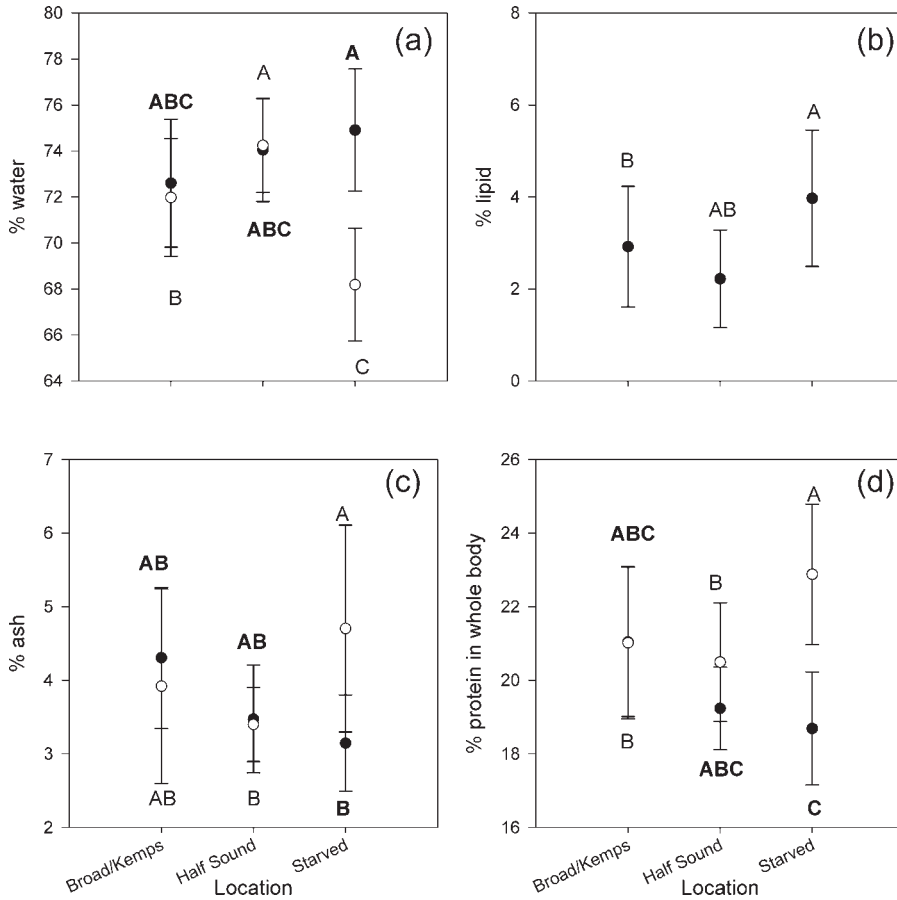 80
78
76
74
72
70
68
66
64
% water
(a)
ABC
B
A
ABC
A
C
8
6
4
2
0
% lipid
(b)
B
AB
A
7
6
5
4
3
2
% ash
(c)
AB
AB
AB
B
A
B
Broad/Kemps
Half Sound
Starved
Location
26
24
22
20
18
16
% protein in whole body
(d)
ABC
B
B
ABC
A
C
Broad/Kemps
Half Sound
Starved
Location